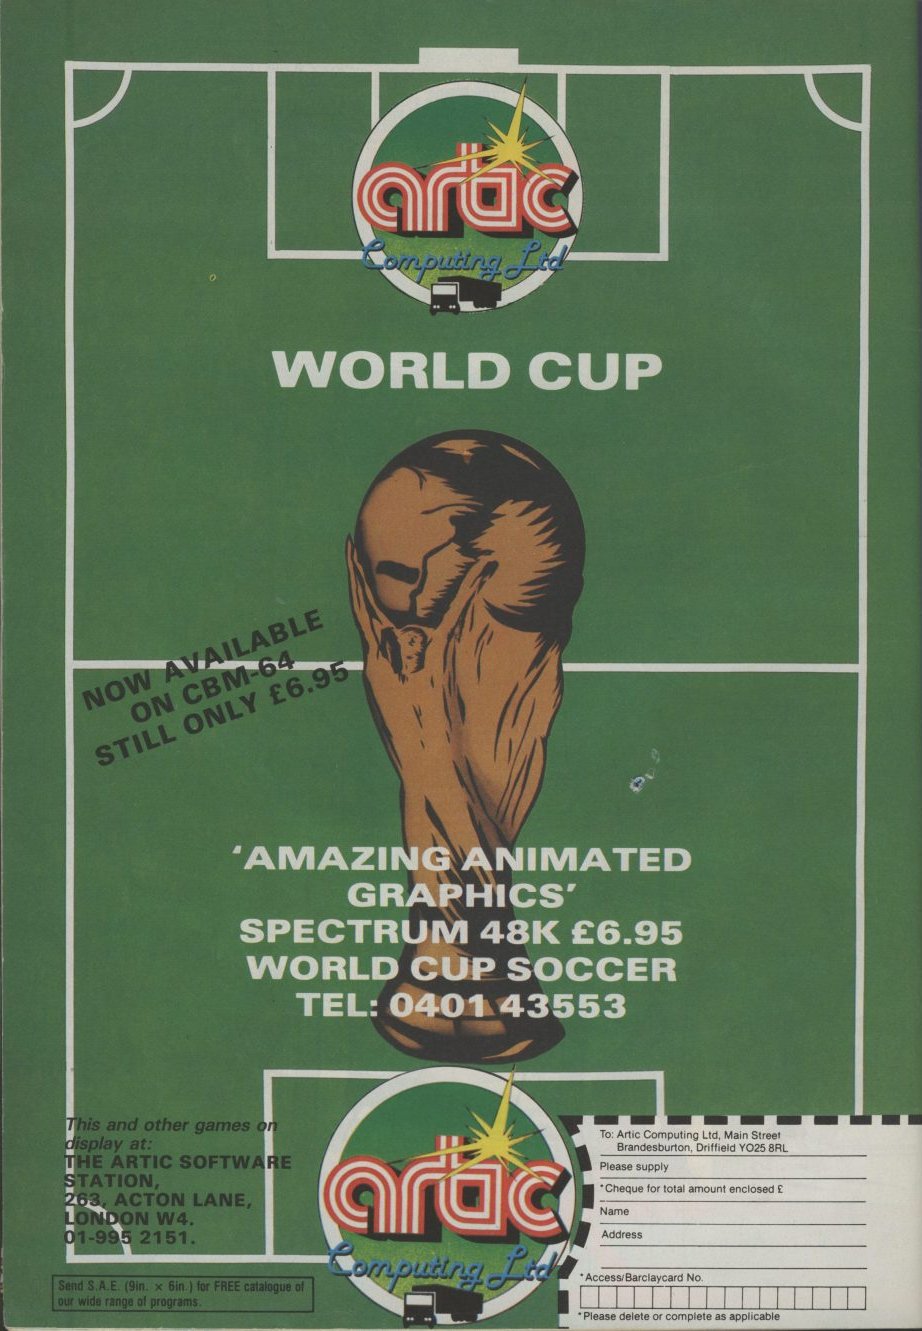 artic
Computing Ltd
WORLD CUP
NOW AVAILABLE
ON CBM-64
STILL ONLY £6.95
‘AMAZING ANIMATED
GRAPHICS’
SPECTRUM 48K £6.95
WORLD CUP SOCCER
TEL: 0401 43553
This and other games on
display at:
THE ARTIC SOFTWARE
STATION,
263, ACTON LANE,
LONDON W4.
01-995 2151.
Send S.A.E. (9in. × 6in.) for FREE catalogue of
our wide range of programs.
artic
Computing Ltd
To: Artic Computing Ltd, Main Street
Brandesburton, Driffield YO25 8RL
Please supply
*Cheque for total amount enclosed £
Name
Address
*Access/Barclaycard No.
*Please delete or complete as applicable